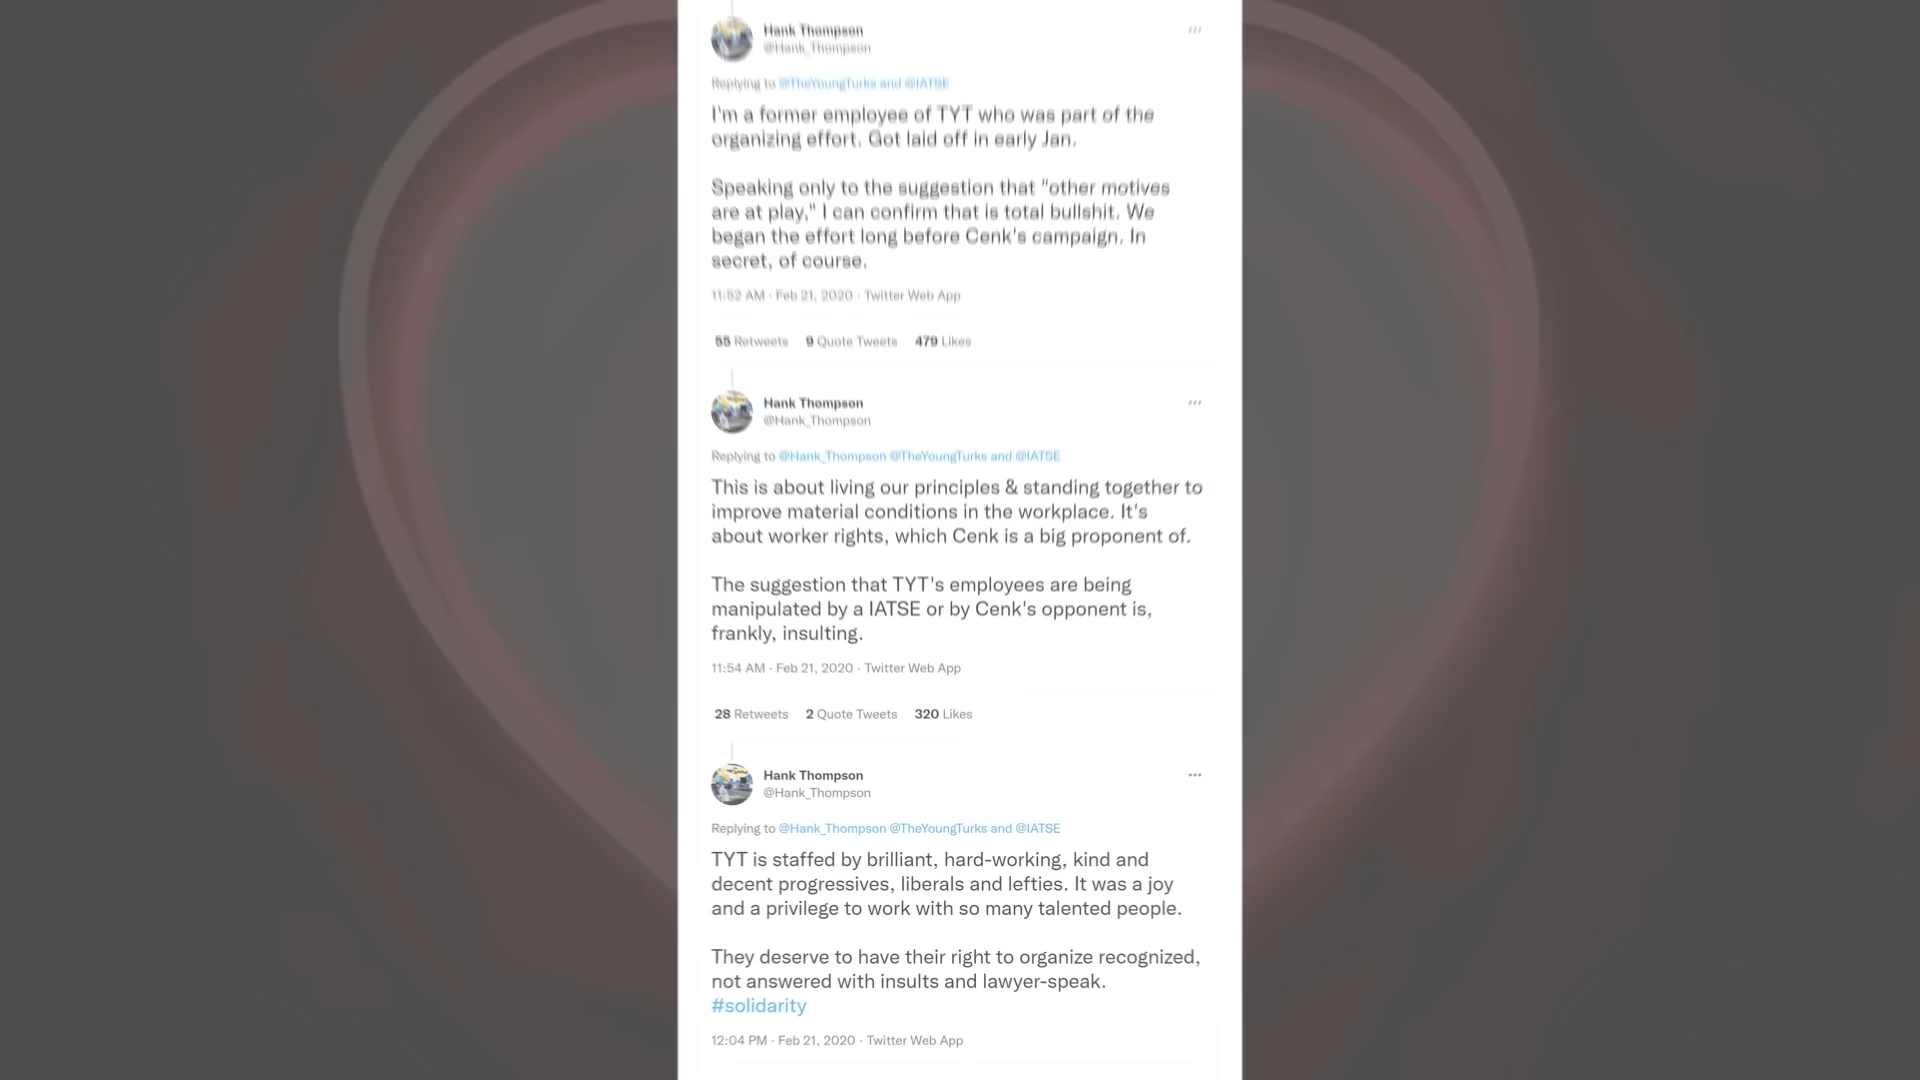 Hank Thompson
@Hank_Thompson
Replying to @TheYoungTurks and @IATSE
I'm a former employee of TYT who was part of the
organizing effort. Got laid off in early Jan.
Speaking only to the suggestion that "other motives
are at play," I can confirm that is total bullshit. We
began the effort long before Cenk's campaign. In
secret, of course.
11:52 AM · Feb 21, 2020 · Twitter Web App
55 Retweets 9 Quote Tweets 479 Likes
Hank Thompson
@Hank_Thompson
Replying to @Hank_Thompson @TheYoungTurks and @IATSE
This is about living our principles & standing together to
improve material conditions in the workplace. It's
about worker rights, which Cenk is a big proponent of.
The suggestion that TYT's employees are being
manipulated by a IATSE or by Cenk's opponent is,
frankly, insulting.
11:54 AM · Feb 21, 2020 · Twitter Web App
28 Retweets 2 Quote Tweets 320 Likes
Hank Thompson
@Hank_Thompson
Replying to @Hank_Thompson @TheYoungTurks and @IATSE
TYT is staffed by brilliant, hard-working, kind and
decent progressives, liberals and lefties. It was a joy
and a privilege to work with so many talented people.
They deserve to have their right to organize recognized,
not answered with insults and lawyer-speak.
#solidarity
12:04 PM · Feb 21, 2020 · Twitter Web App